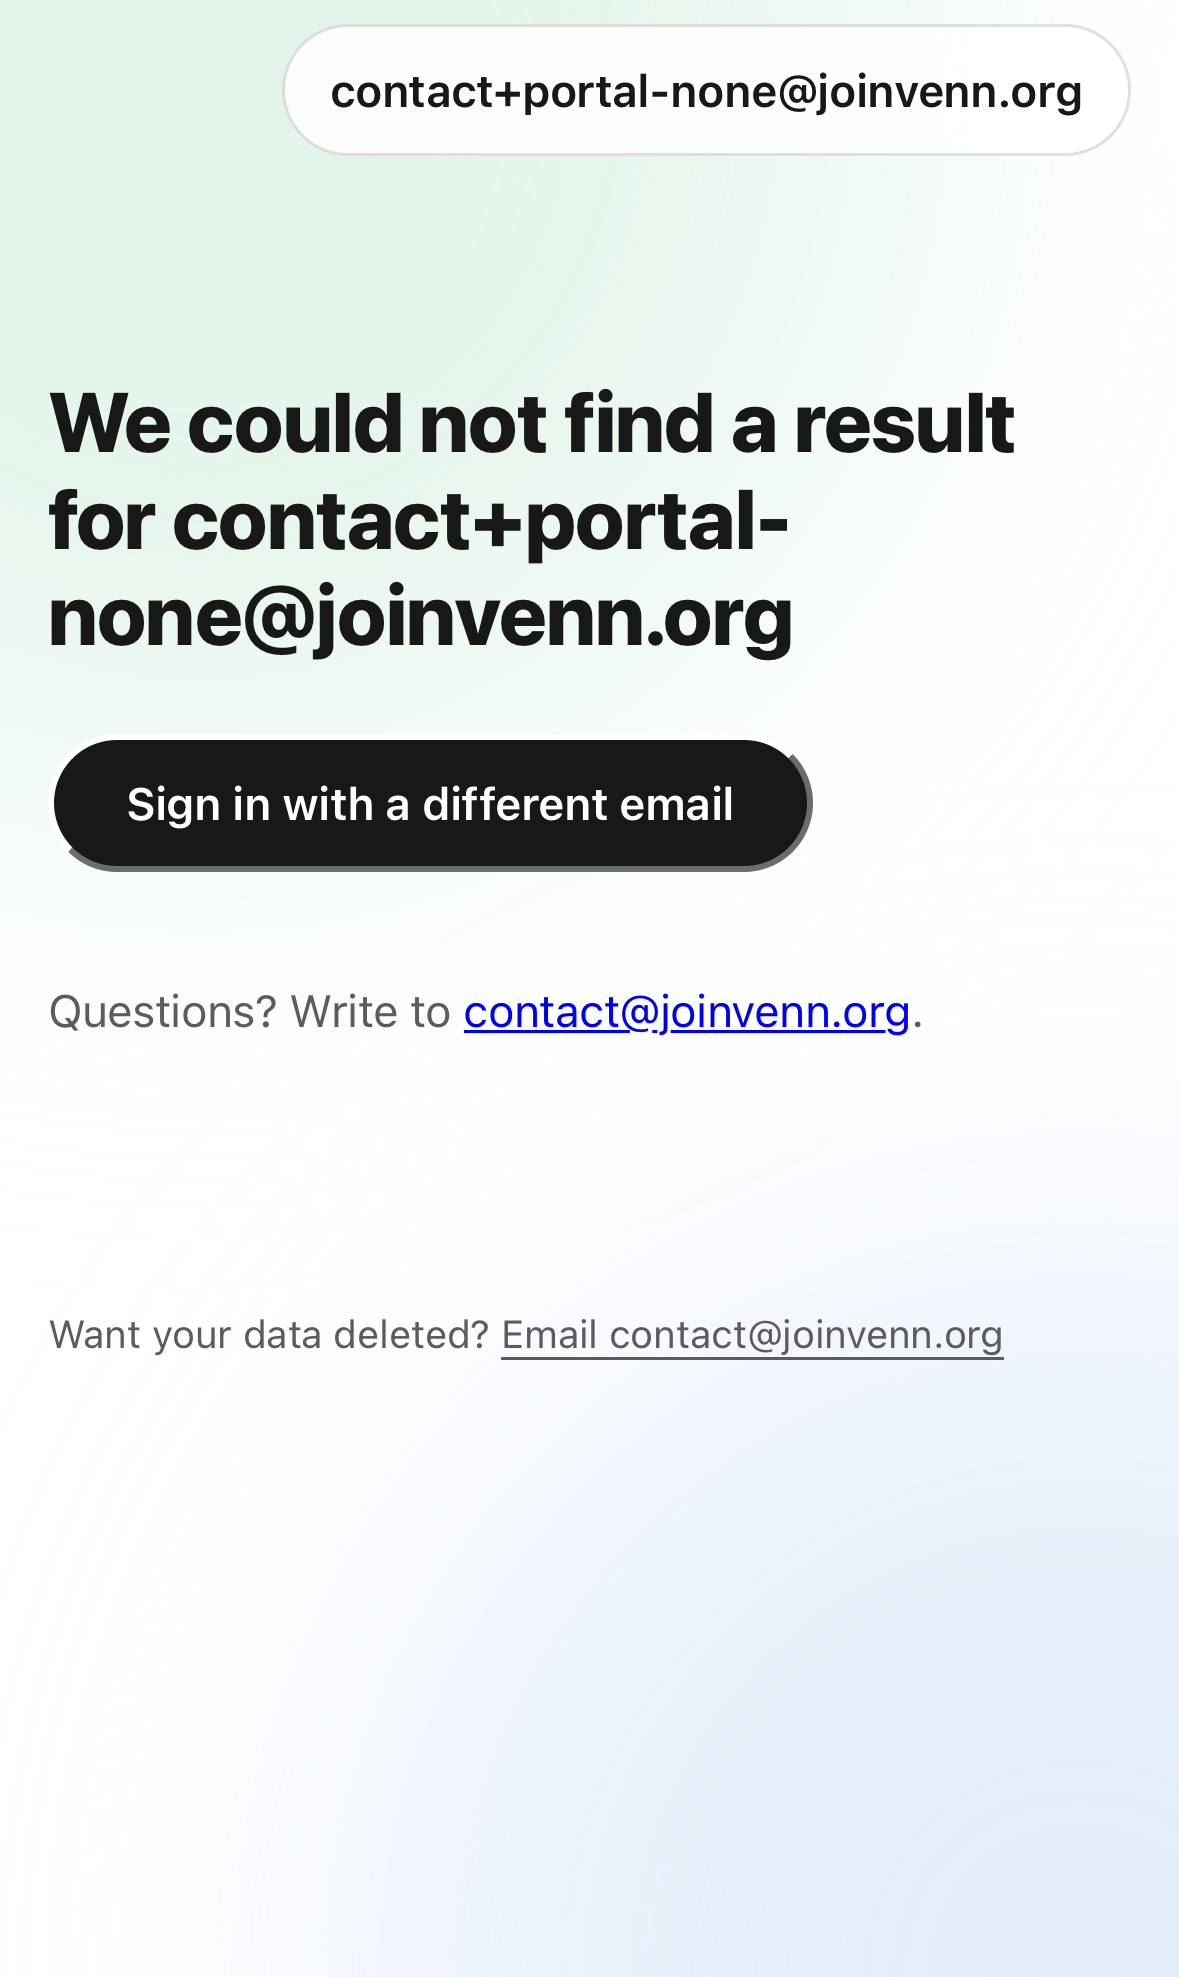 contact+portal-none@joinvenn.org
We could not find a result
for contact+portal-
none@joinvenn.org
Sign in with a different email
Questions? Write to contact@joinvenn.org.
Want your data deleted? Email contact@joinvenn.org